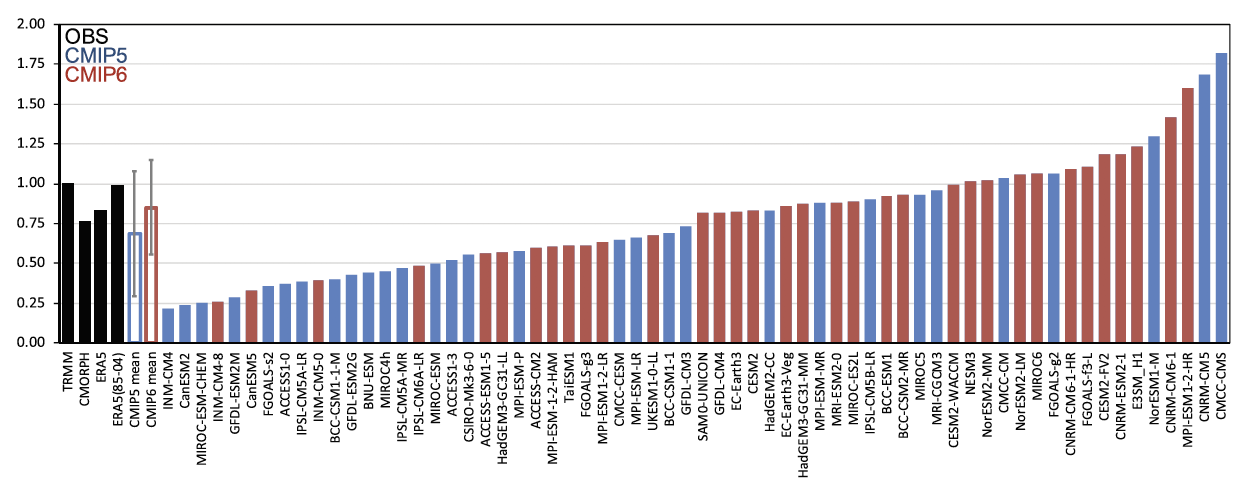 2.00
1.75
1.50
1.25
1.00
0.75
0.50
0.25
0.00
OBS
CMIP5
CMIP6
TRMM
CMORPH
ERA5
ERA5(85-04)
CMIP5 mean
CMIP6 mean
INM-CM4
CanESM2
MIROC-ESM-CHEM
INM-CM4-8
GFDL-ESM2M
CanESM5
FGOALS-s2
ACCESS1-0
IPSL-CM5A-LR
INM-CM5-0
BCC-CSM1-1-M
GFDL-ESM2G
BNU-ESM
MIROC4h
IPSL-CM5A-MR
IPSL-CM6A-LR
MIROC-ESM
ACCESS1-3
CSIRO-Mk3-6-0
ACCESS-ESM1-5
HadGEM3-GC31-LL
MPI-ESM-P
ACCESS-CM2
MPI-ESM-1-2-HAM
TaiESM1
FGOALS-g3
MPI-ESM1-2-LR
CMCC-CESM
MPI-ESM-LR
UKESM1-0-LL
BCC-CSM1-1
GFDL-CM3
SAM0-UNICON
GFDL-CM4
EC-Earth3
CESM2
HadGEM2-CC
EC-Earth3-Veg
HadGEM3-GC31-MM
MPI-ESM-MR
MRI-ESM2-0
MIROC-ES2L
IPSL-CM5B-LR
BCC-ESM1
BCC-CSM2-MR
MIROC5
MRI-CGCM3
CESM2-WACCM
NESM3
NorESM2-MM
CMCC-CM
NorESM2-LM
MIROC6
FGOALS-g2
CNRM-CM6-1-HR
FGOALS-f3-L
CESM2-FV2
CNRM-ESM2-1
E3SM_H1
NorESM1-M
CNRM-CM6-1
MPI-ESM1-2-HR
CNRM-CM5
CMCC-CMS